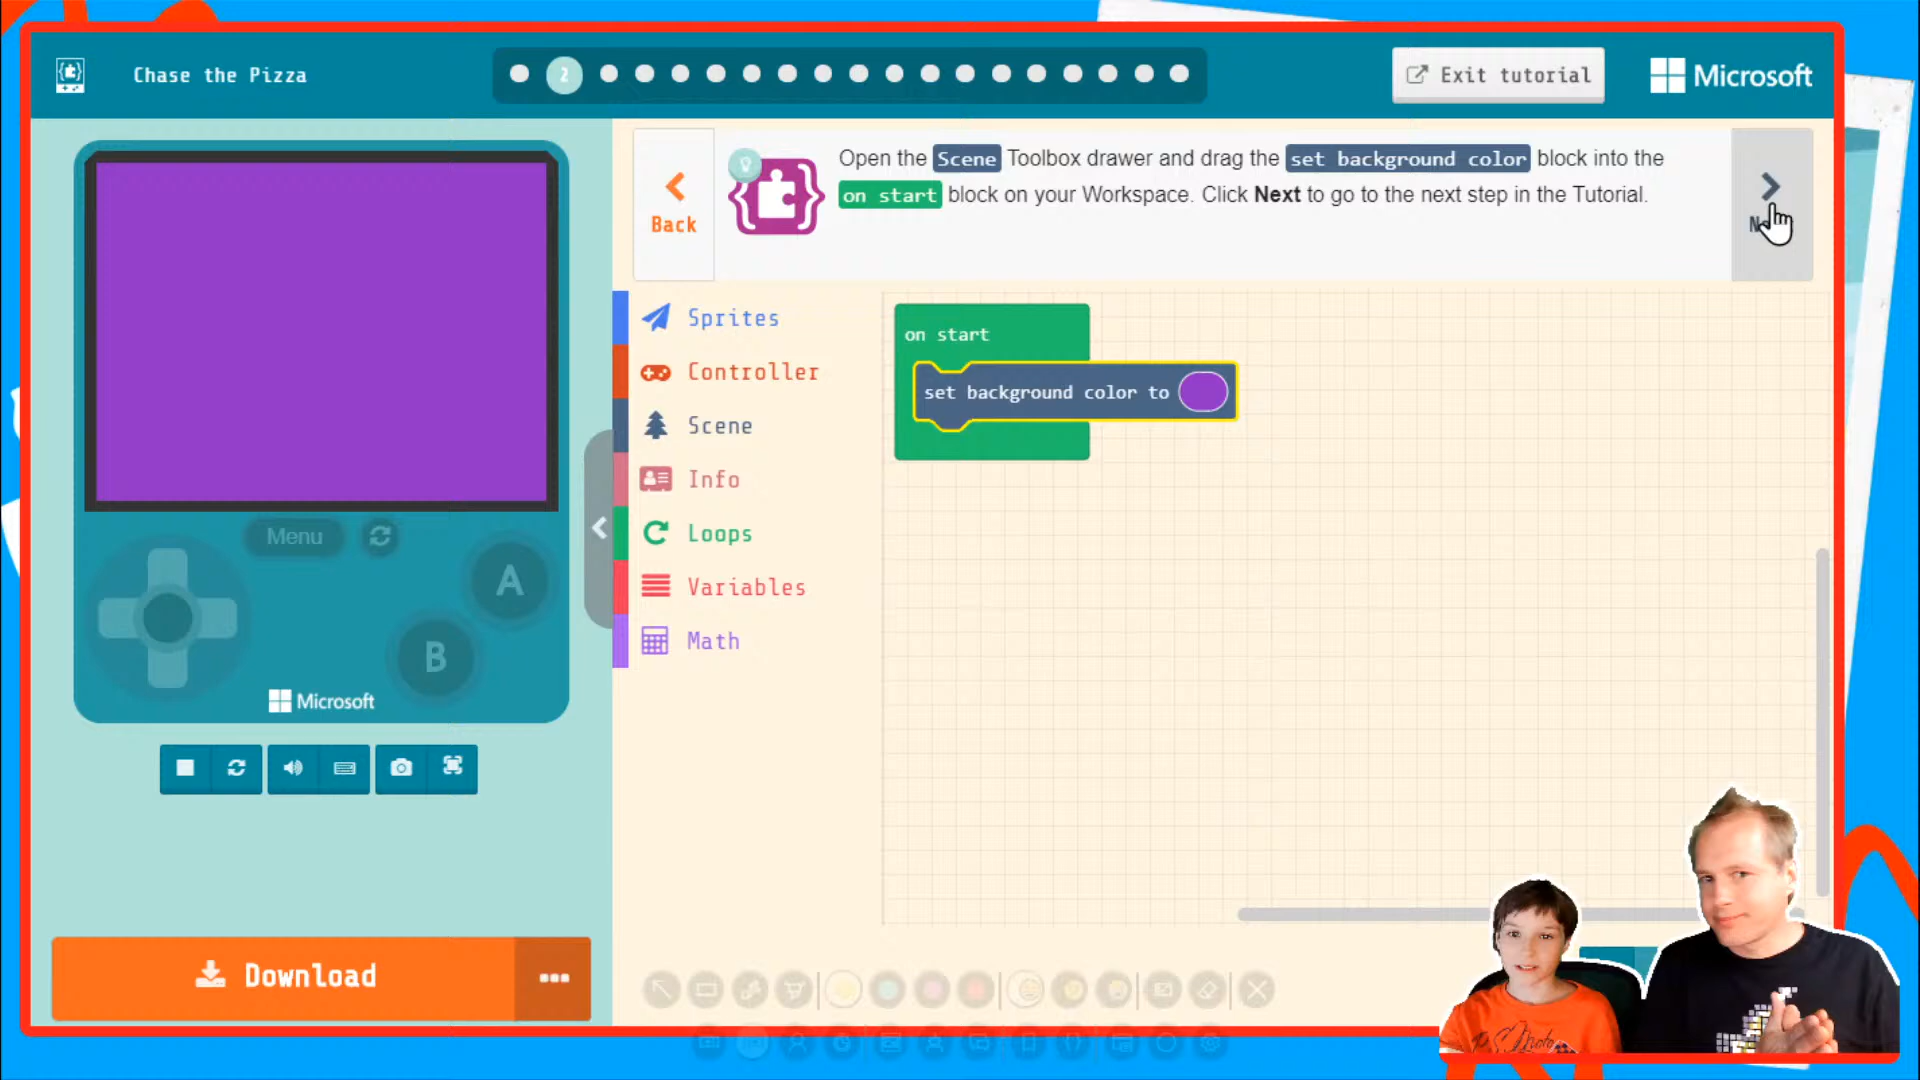 Chase the Pizza
2
Exit tutorial
Microsoft
Back
Open the Scene Toolbox drawer and drag the set background color block into the
on start block on your Workspace. Click Next to go to the next step in the Tutorial.
Sprites
Controller
Scene
Info
Loops
Variables
Math
on start
set background color to
Menu
A
B
Microsoft
Download